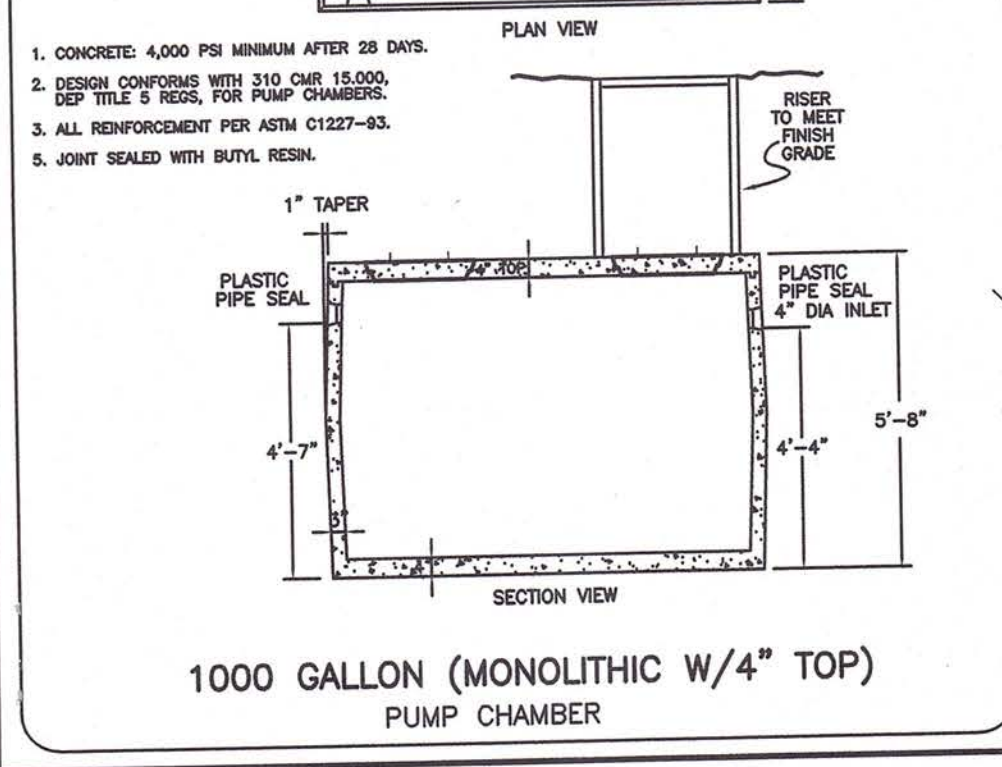 PLAN VIEW
1. CONCRETE: 4,000 PSI MINIMUM AFTER 28 DAYS.
2. DESIGN CONFORMS WITH 310 CMR 15.000,
DEP TITLE 5 REGS, FOR PUMP CHAMBERS.
3. ALL REINFORCEMENT PER ASTM C1227-93.
5. JOINT SEALED WITH BUTYL RESIN.
RISER
TO MEET
FINISH
GRADE
1" TAPER
PLASTIC
PIPE SEAL
4" TOP
PLASTIC
PIPE SEAL
4" DIA INLET
4'-7"
4'-4"
5'-8"
3"
SECTION VIEW
1000 GALLON (MONOLITHIC W/4" TOP)
PUMP CHAMBER